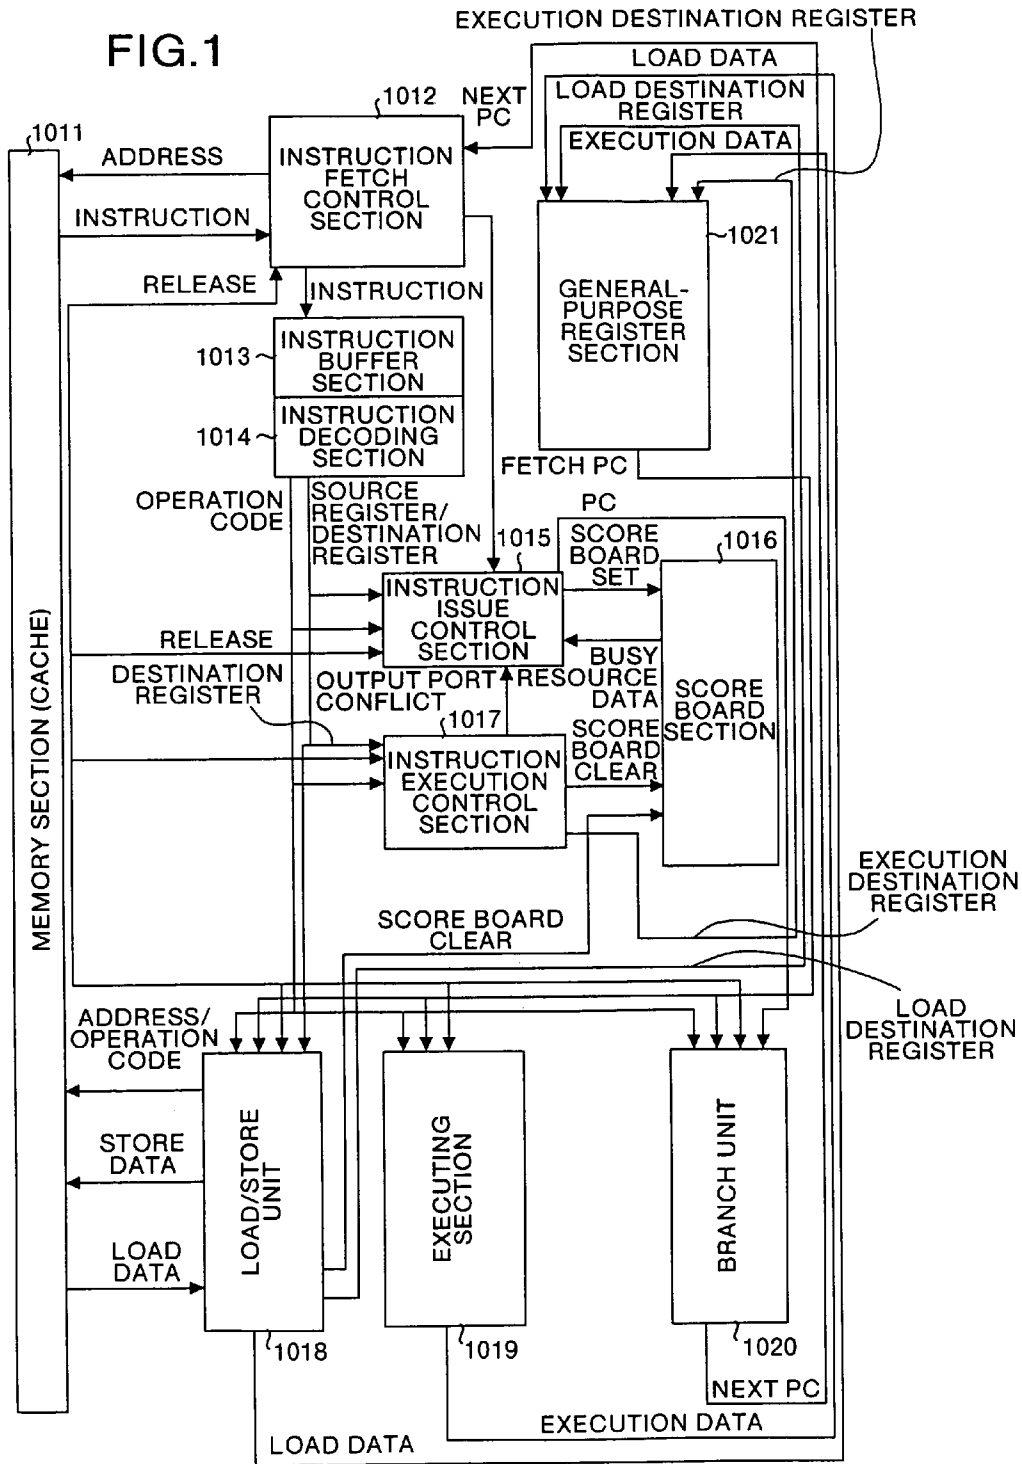 EXECUTION DESTINATION REGISTER
FIG.1
LOAD DATA
1012
NEXT
PC
LOAD DESTINATION
REGISTER
EXECUTION DATA
1011
ADDRESS
INSTRUCTION
FETCH
CONTROL
SECTION
INSTRUCTION
1021
RELEASE
INSTRUCTION
GENERAL-
PURPOSE
REGISTER
SECTION
1013
INSTRUCTION
BUFFER
SECTION
1014
INSTRUCTION
DECODING
SECTION
FETCH PC
OPERATION
CODE
SOURCE
REGISTER/
DESTINATION
REGISTER
PC
1015
SCORE
BOARD
SET
1016
INSTRUCTION
ISSUE
CONTROL
SECTION
RELEASE
DESTINATION
REGISTER
OUTPUT PORT
CONFLICT
BUSY
RESOURCE
DATA
SCORE
BOARD
SECTION
1017
INSTRUCTION
EXECUTION
CONTROL
SECTION
SCORE
BOARD
CLEAR
MEMORY SECTION (CACHE)
EXECUTION
DESTINATION
REGISTER
SCORE BOARD
CLEAR
LOAD
DESTINATION
REGISTER
ADDRESS/
OPERATION
CODE
STORE
DATA
LOAD
DATA
LOAD/STORE
UNIT
EXECUTING
SECTION
BRANCH UNIT
1018
1019
1020
NEXT PC
EXECUTION DATA
LOAD DATA